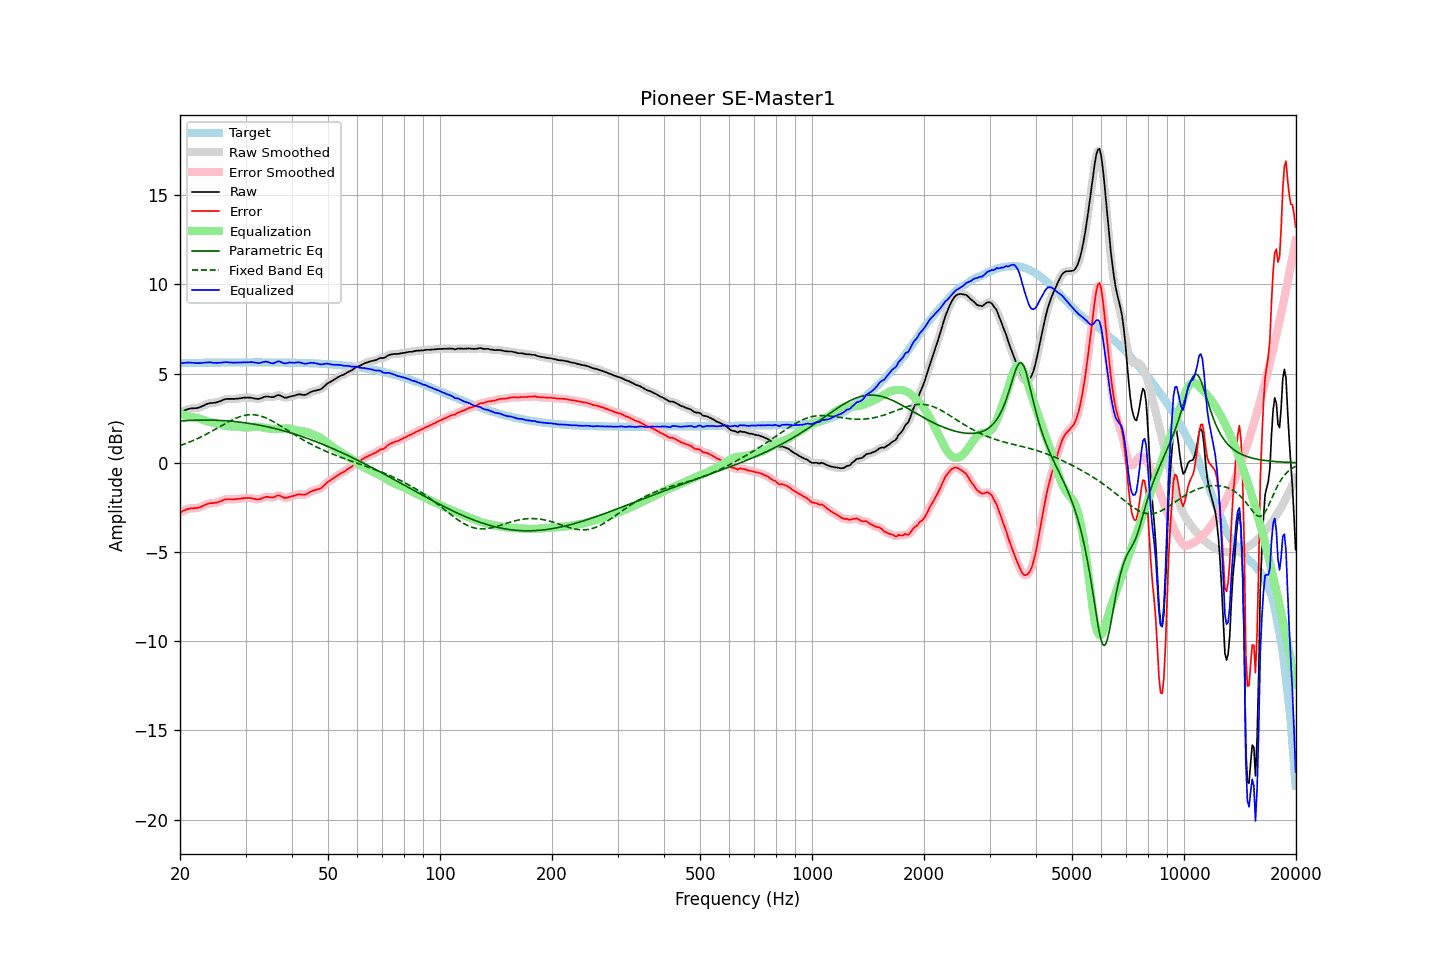 Pioneer SE-Master1
Target
Raw Smoothed
Error Smoothed
Raw
Error
Equalization
Parametric Eq
Fixed Band Eq
Equalized
Amplitude (dBr)
15
10
5
0
−5
−10
−15
−20
20 50 100 200 500 1000 2000 5000 10000 20000
Frequency (Hz)